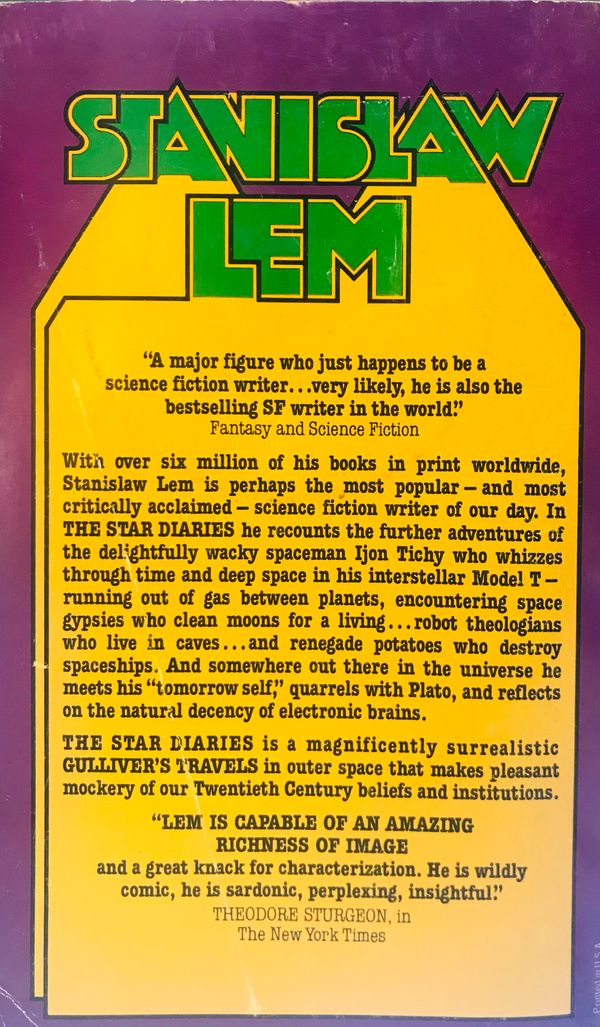 STANISŁAW
LEM
“A major figure who just happens to be a
science fiction writer...very likely, he is also the
bestselling SF writer in the world.”
Fantasy and Science Fiction
With over six million of his books in print worldwide,
Stanislaw Lem is perhaps the most popular – and most
critically acclaimed – science fiction writer of our day. In
THE STAR DIARIES he recounts the further adventures of
the delightfully wacky spaceman Ijon Tichy who whizzes
through time and deep space in his interstellar Model T –
running out of gas between planets, encountering space
gypsies who clean moons for a living...robot theologians
who live in caves...and renegade potatoes who destroy
spaceships. And somewhere out there in the universe he
meets his “tomorrow self,” quarrels with Plato, and reflects
on the natural decency of electronic brains.
THE STAR DIARIES is a magnificently surrealistic
GULLIVER'S TRAVELS in outer space that makes pleasant
mockery of our Twentieth Century beliefs and institutions.
“LEM IS CAPABLE OF AN AMAZING
RICHNESS OF IMAGE
and a great knack for characterization. He is wildly
comic, he is sardonic, perplexing, insightful.”
THEODORE STURGEON, in
The New York Times
Printed in U.S.A.